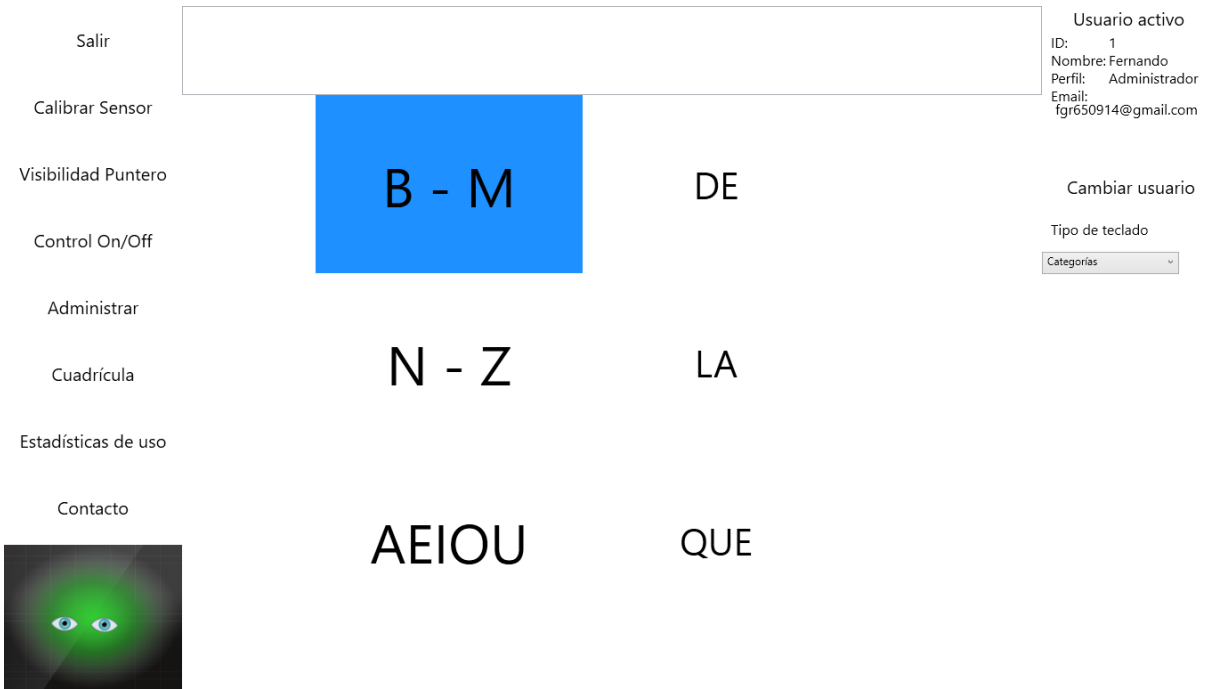 Salir
Calibrar Sensor
Visibilidad Puntero
Control On/Off
Administrar
Cuadrícula
Estadísticas de uso
Contacto
B - M
DE
N - Z
LA
AEIOU
QUE
Usuario activo
ID: 1
Nombre: Fernando
Perfil: Administrador
Email:
fgr650914@gmail.com
Cambiar usuario
Tipo de teclado
Categorías